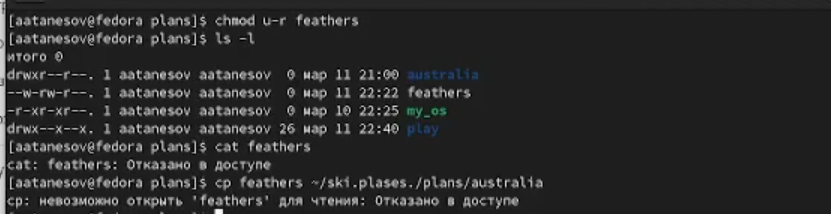 [aatanesov@fedora plans]$ chmod u-r feathers
[aatanesov@fedora plans]$ ls -l
итого 0
drwxr--r--. 1 aatanesov aatanesov  0 мар 11 21:00 australia
--w-rw-r--. 1 aatanesov aatanesov  0 мар 11 22:22 feathers
-r-xr-xr--. 1 aatanesov aatanesov  0 мар 10 22:25 my_os
drwx--x--x. 1 aatanesov aatanesov 26 мар 11 22:40 play
[aatanesov@fedora plans]$ cat feathers
cat: feathers: Отказано в доступе
[aatanesov@fedora plans]$ cp feathers ~/ski.plases./plans/australia
cp: невозможно открыть 'feathers' для чтения: Отказано в доступе
[aatanesov@fedora plans]$